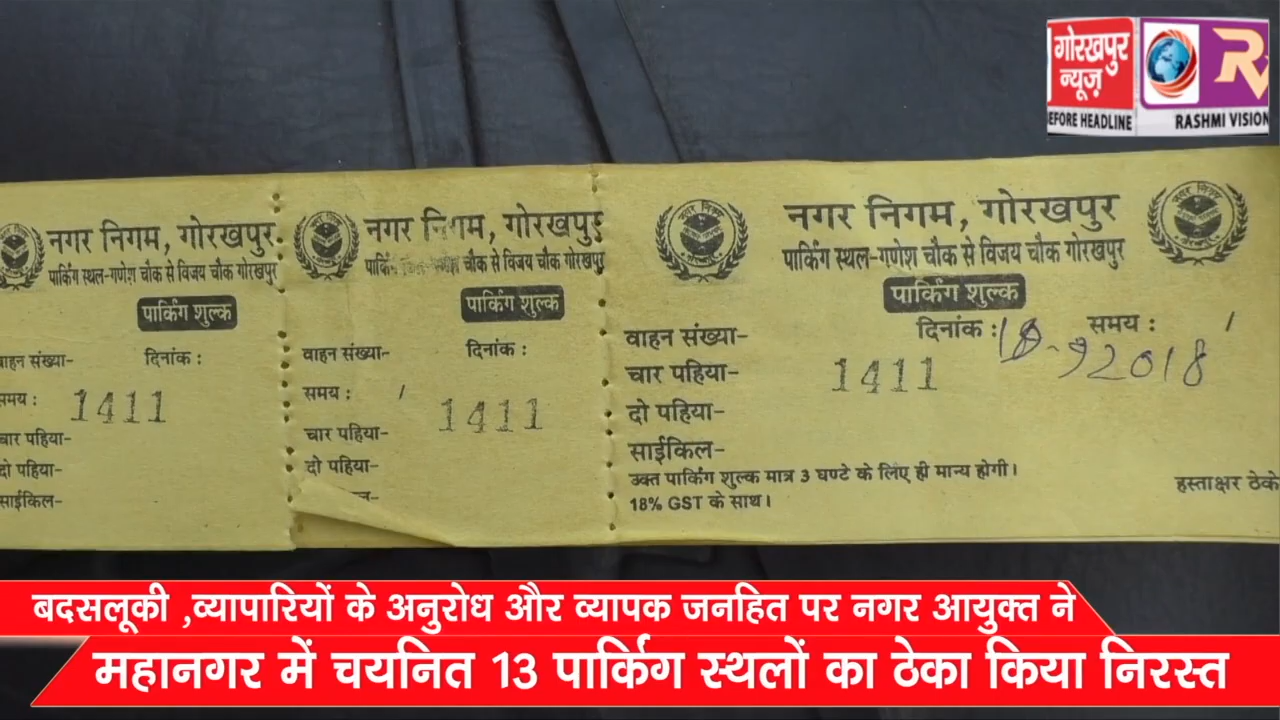 गोरखपुर
न्यूज़
EFORE HEADLINE
RASHMI VISION
नगर निगम, गोरखपुर
पार्किंग स्थल-गणेश चौक से विजय चौक गोरखपुर
पार्किंग शुल्क
वाहन संख्या-
दिनांक :
1411
समय :
चार पहिया-
दो पहिया-
साईकिल-
नगर निगम, गोरखपुर
चौक से विजय चौक गोरखपुर
पार्किंग शुल्क
वाहन संख्या-
दिनांक :
समय :
1411
चार पहिया-
दो पहिया-
नगर निगम, गोरखपुर
पार्किंग स्थल-गणेश चौक से विजय चौक गोरखपुर
पार्किंग शुल्क
दिनांक : समय :
वाहन संख्या-
चार पहिया- 1411
दो पहिया-
साईकिल-
उक्त पार्किंग शुल्क मात्र 3 घण्टे के लिए ही मान्य होगी।
18% GST के साथ।
हस्ताक्षर ठेके
बदसलूकी ,व्यापारियों के अनुरोध और व्यापक जनहित पर नगर आयुक्त ने
महानगर में चयनित 13 पार्किग स्थलों का ठेका किया निरस्त